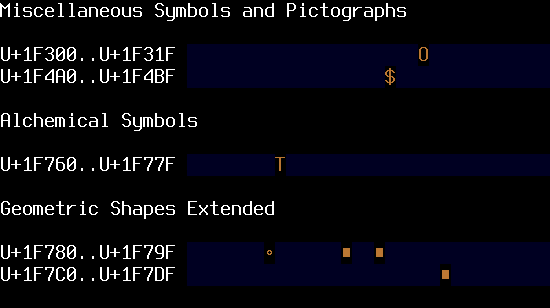 Miscellaneous Symbols and Pictographs
U+1F300..U+1F31F O
U+1F4A0..U+1F4BF $
Alchemical Symbols
U+1F760..U+1F77F T
Geometric Shapes Extended
U+1F780..U+1F79F ∘ ■ ■
U+1F7C0..U+1F7DF ■